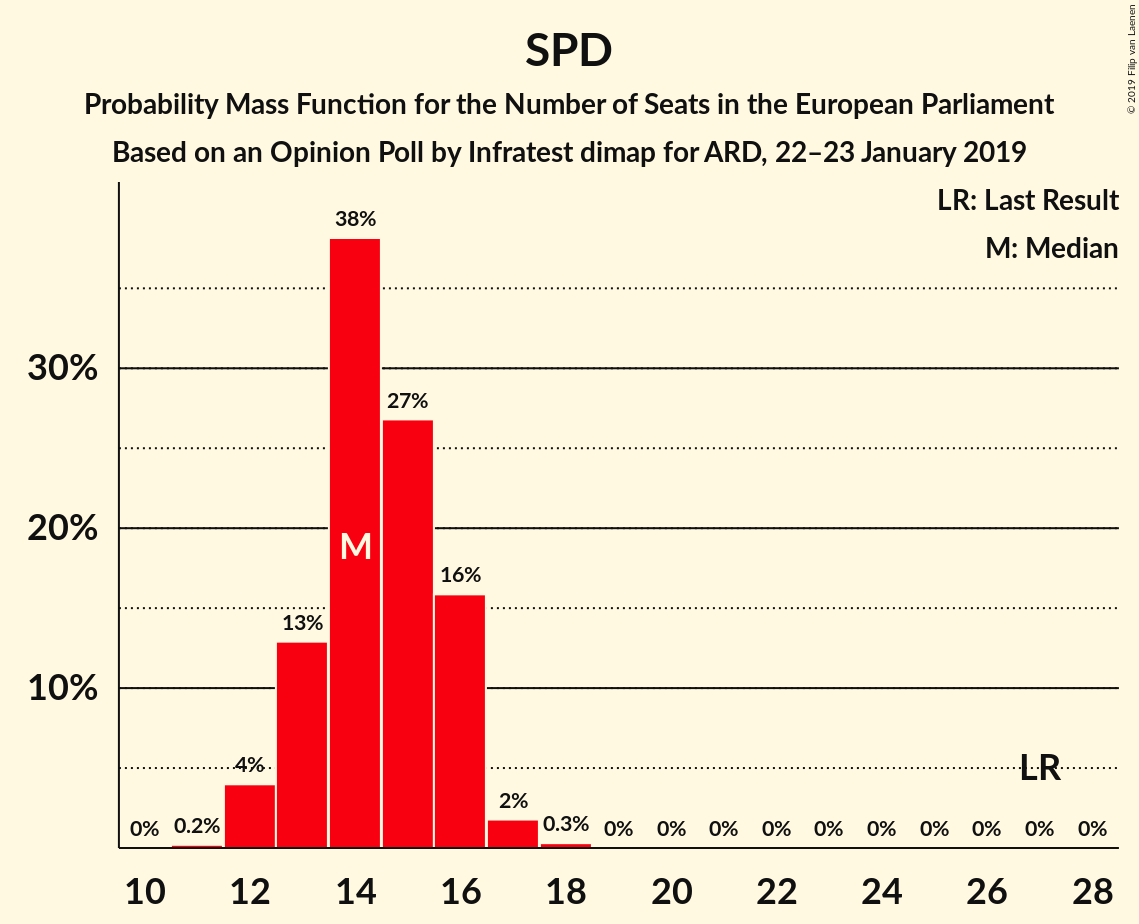 SPD
Probability Mass Function for the Number of Seats in the European Parliament
Based on an Opinion Poll by Infratest dimap for ARD, 22–23 January 2019
© 2019 Filip van Laenen
LR: Last Result
M: Median
38%
30%
27%
20%
M
16%
13%
10%
4%
LR
2%
0% 0.2% 0.3% 0% 0% 0% 0% 0% 0% 0% 0% 0% 0%
10 12 14 16 18 20 22 24 26 28